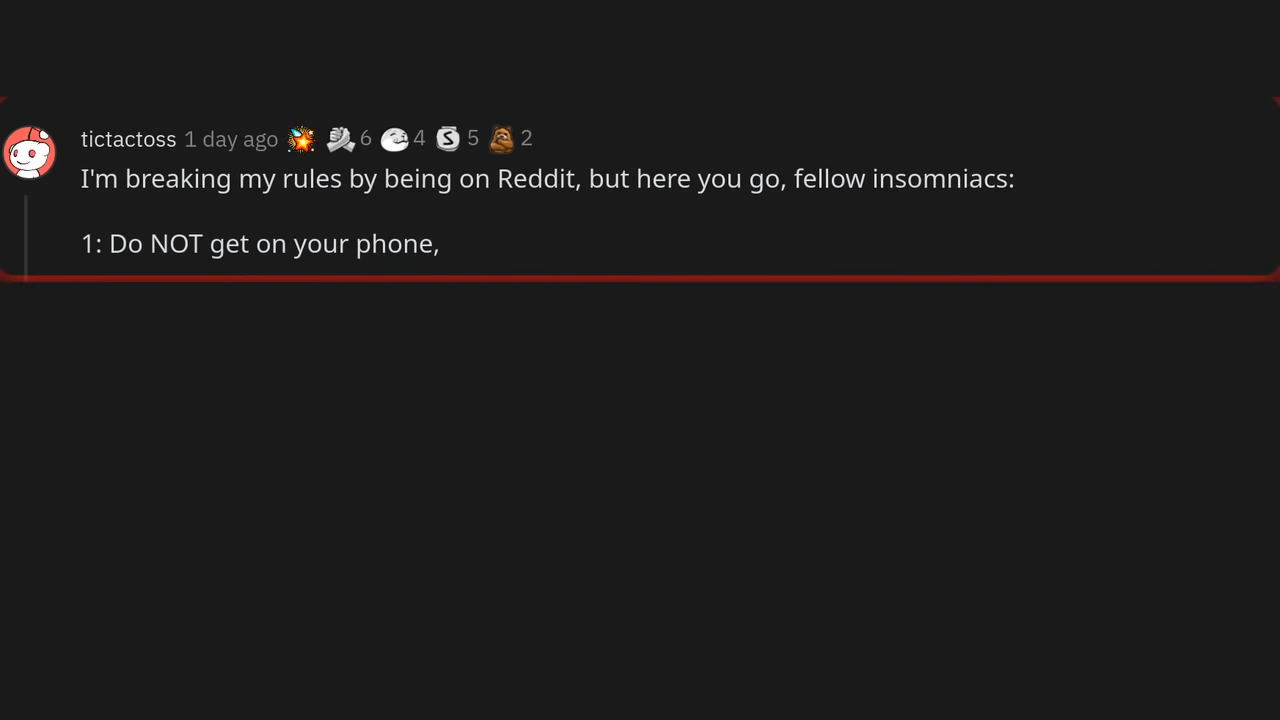 tictactoss 1 day ago 6 4 5 2
I'm breaking my rules by being on Reddit, but here you go, fellow insomniacs:
1: Do NOT get on your phone,